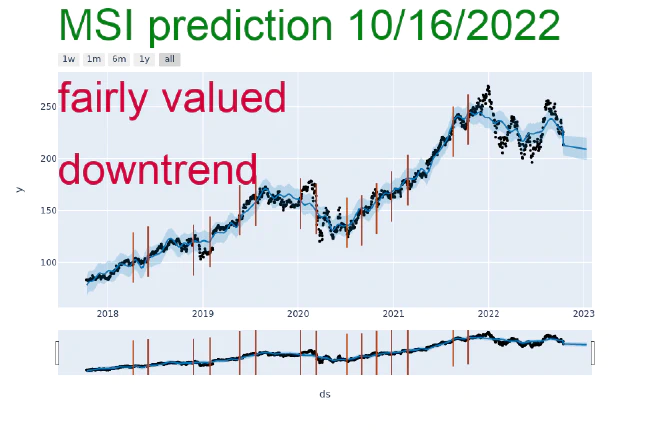 MSI prediction 10/16/2022
1w 1m 6m 1y all
fairly valued
downtrend
250
200
150
100
y
2018 2019 2020 2021 2022 2023
ds